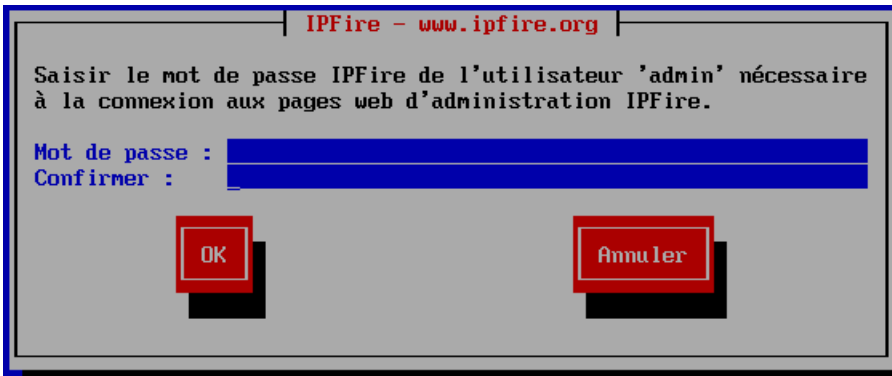 IPFire - www.ipfire.org
Saisir le mot de passe IPFire de l'utilisateur 'admin' nécessaire
à la connexion aux pages web d'administration IPFire.
Mot de passe :
Confirmer :
OK
Annuler